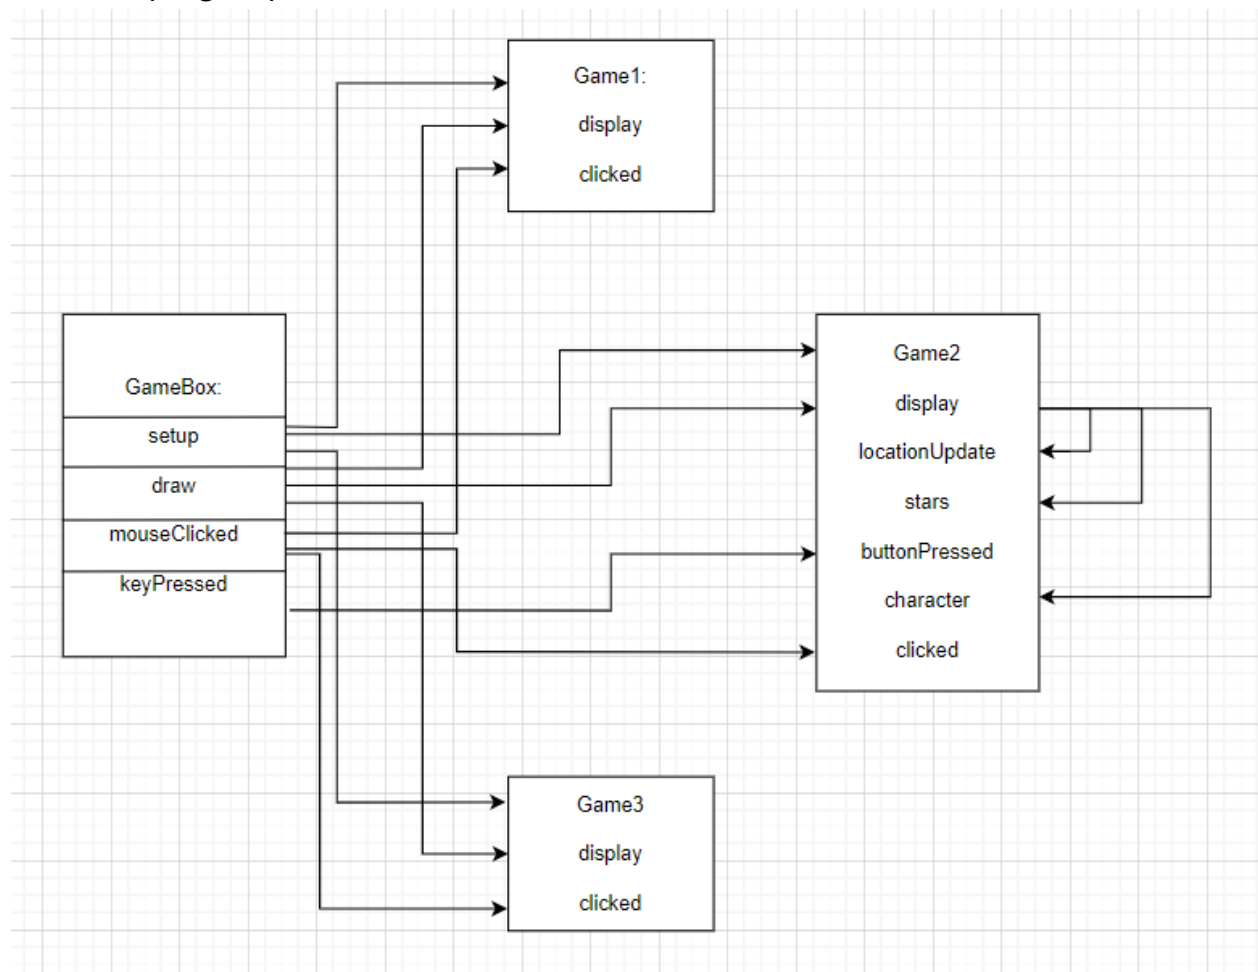 Game1:
display
clicked
GameBox:
setup
draw
mouseClicked
keyPressed
Game2
display
locationUpdate
stars
buttonPressed
character
clicked
Game3
display
clicked